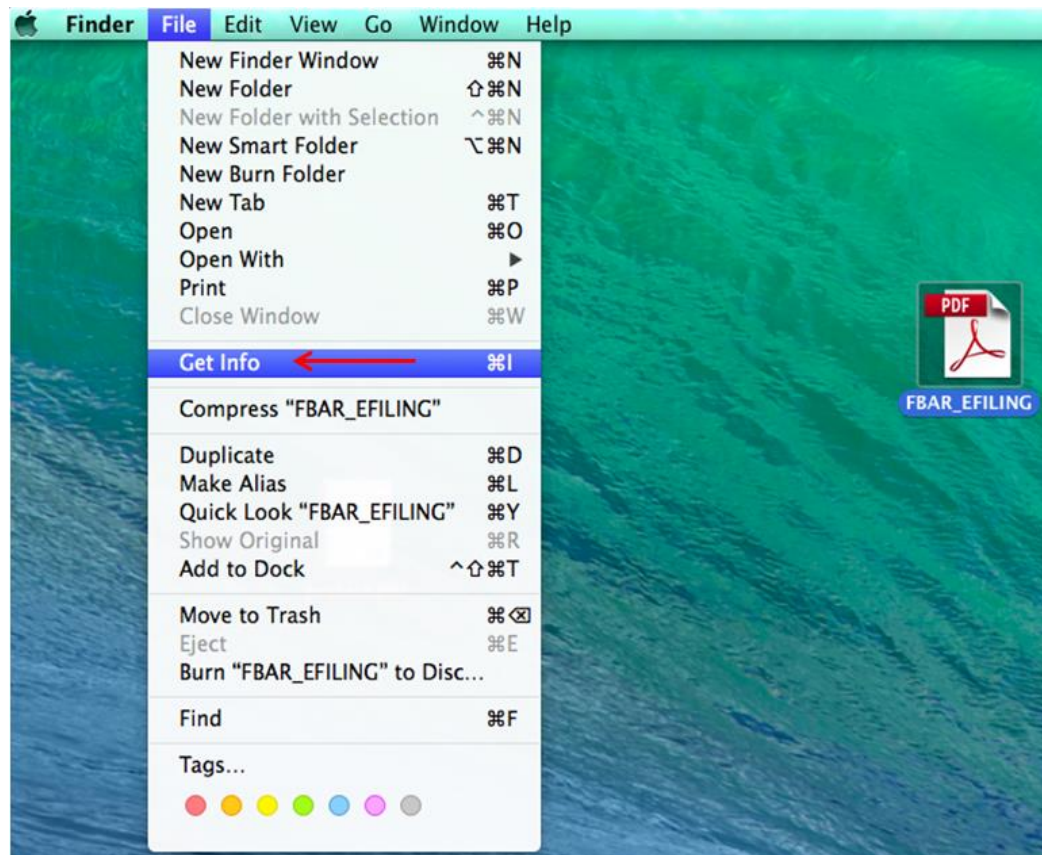 Finder File Edit View Go Window Help
New Finder Window ⌘N
New Folder ⇧⌘N
New Folder with Selection ^⌘N
New Smart Folder ⌥⌘N
New Burn Folder
New Tab ⌘T
Open ⌘O
Open With ▶
Print ⌘P
Close Window ⌘W
Get Info ⌘I
Compress “FBAR_EFILING”
Duplicate ⌘D
Make Alias ⌘L
Quick Look “FBAR_EFILING” ⌘Y
Show Original ⌘R
Add to Dock ^⇧⌘T
Move to Trash ⌘⌫
Eject ⌘E
Burn “FBAR_EFILING” to Disc...
Find ⌘F
Tags...
PDF
FBAR_EFILING